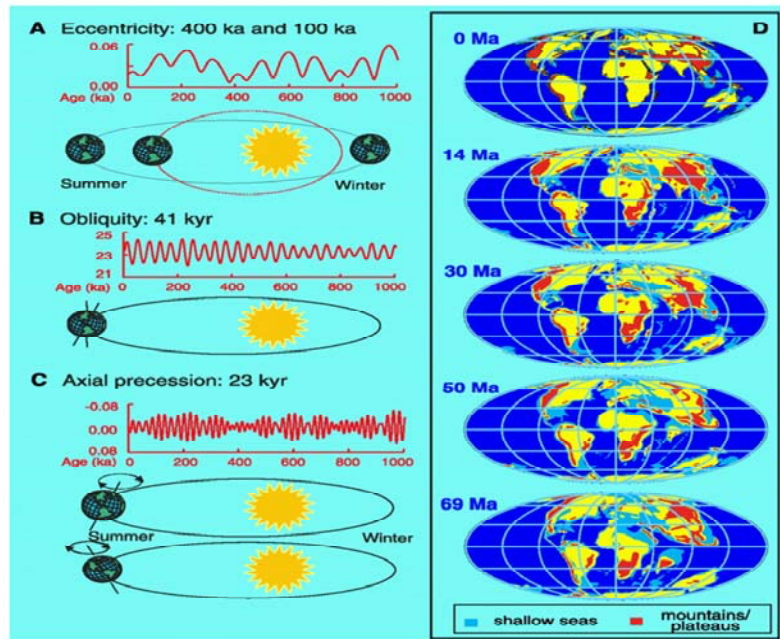 A Eccentricity: 400 ka and 100 ka
0.06
0.00
Age (ka) 0 200 400 600 800 1000
Summer Winter
B Obliquity: 41 kyr
25
23
21
Age (ka) 0 200 400 600 800 1000
C Axial precession: 23 kyr
-0.08
0.00
0.08
Age (ka) 0 200 400 600 800 1000
Summer Winter
D
0 Ma
14 Ma
30 Ma
50 Ma
69 Ma
shallow seas mountains/
plateaus